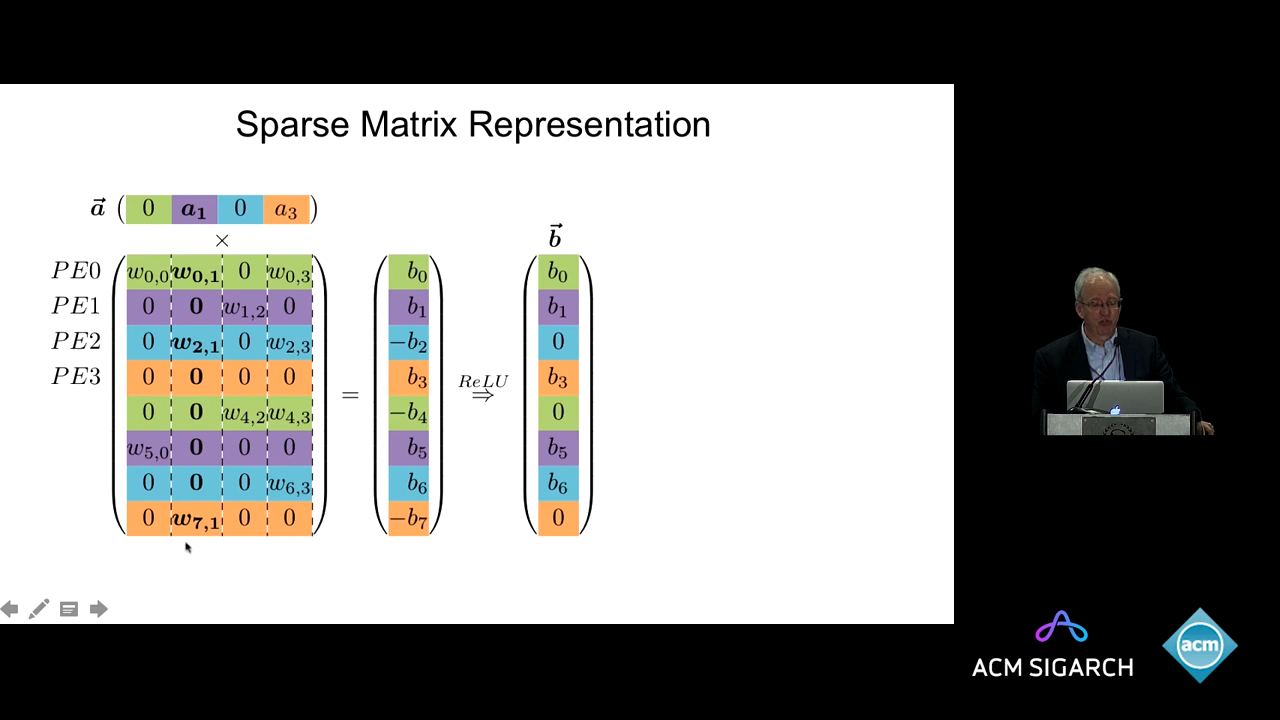 Sparse Matrix Representation
a⃗ ( 0 a₁ 0 a₃ )
×
b⃗
PE0 w₀,₀ w₀,₁ 0 w₀,₃ b₀ b₀
PE1 0 0 w₁,₂ 0 b₁ b₁
PE2 0 w₂,₁ 0 w₂,₃ −b₂ 0
PE3 0 0 0 0 b₃ b₃
= ReLU ⇒
0 0 w₄,₂ w₄,₃ −b₄ 0
w₅,₀ 0 0 0 b₅ b₅
0 0 0 w₆,₃ b₆ b₆
0 w₇,₁ 0 0 −b₇ 0
ACM SIGARCH
acm